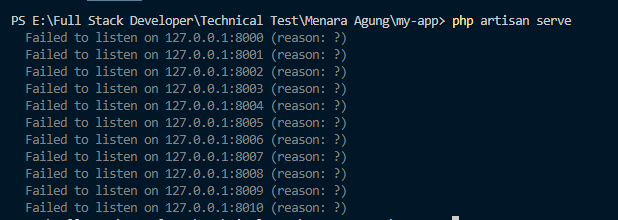 PS E:\Full Stack Developer\Technical Test\Menara Agung\my-app> php artisan serve
Failed to listen on 127.0.0.1:8000 (reason: ?)
Failed to listen on 127.0.0.1:8001 (reason: ?)
Failed to listen on 127.0.0.1:8002 (reason: ?)
Failed to listen on 127.0.0.1:8003 (reason: ?)
Failed to listen on 127.0.0.1:8004 (reason: ?)
Failed to listen on 127.0.0.1:8005 (reason: ?)
Failed to listen on 127.0.0.1:8006 (reason: ?)
Failed to listen on 127.0.0.1:8007 (reason: ?)
Failed to listen on 127.0.0.1:8008 (reason: ?)
Failed to listen on 127.0.0.1:8009 (reason: ?)
Failed to listen on 127.0.0.1:8010 (reason: ?)